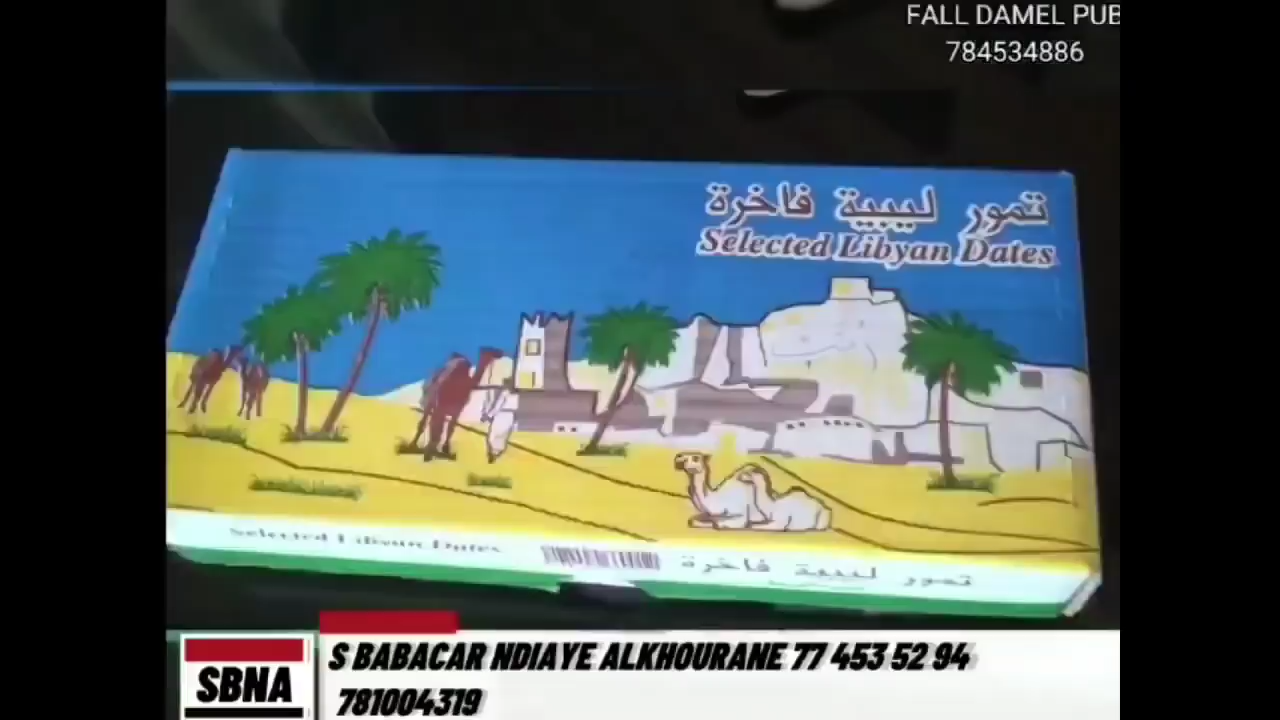 FALL DAMEL PUB
784534886
تمور ليبية فاخرة
Selected Libyan Dates
Selected Libyan Dates
تمور ليبية فاخرة
S BABACAR NDIAYE ALKHOURANE 77 453 52 94
SBNA
781004319